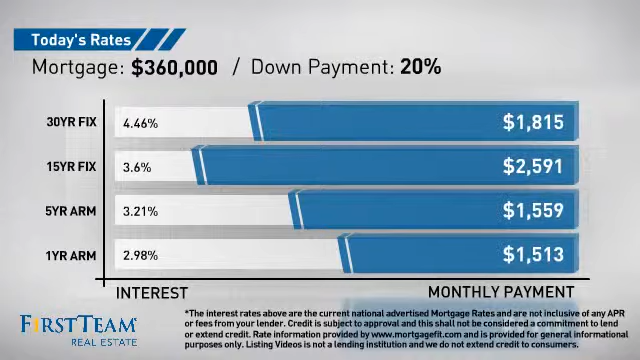 Today's Rates
Mortgage: $360,000 / Down Payment: 20%
30YR FIX 4.46% $1,815
15YR FIX 3.6% $2,591
5YR ARM 3.21% $1,559
1YR ARM 2.98% $1,513
INTEREST MONTHLY PAYMENT
FIRSTTEAM®
REAL ESTATE
*The interest rates above are the current national advertised Mortgage Rates and are not inclusive of any APR
or fees from your lender. Credit is subject to approval and this shall not be considered a commitment to lend
or extend credit. Rate information provided by www.mortgagefit.com and is provided for general informational
purposes only. Listing Videos is not a lending institution and we do not extend credit to consumers.